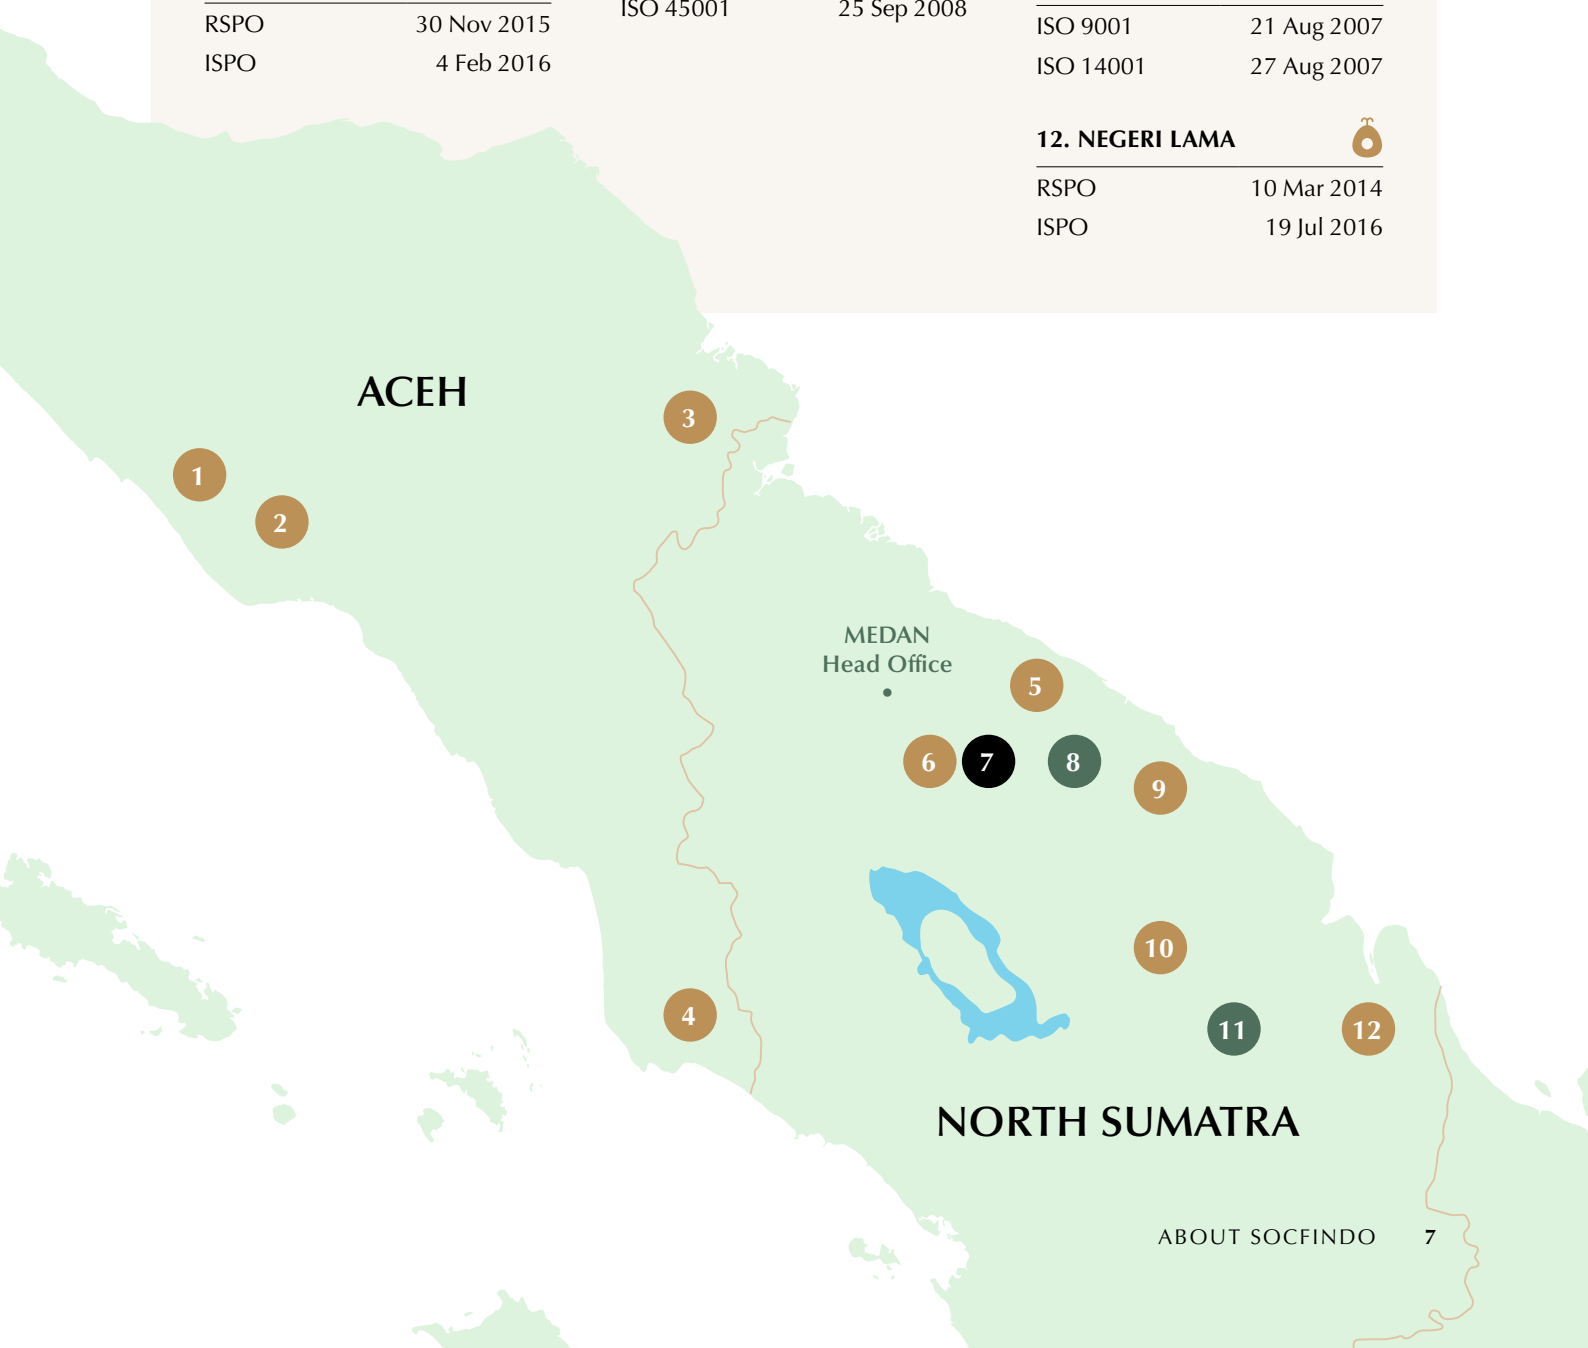 RSPO 30 Nov 2015
ISPO 4 Feb 2016
ISO 45001 25 Sep 2008
ISO 9001 21 Aug 2007
ISO 14001 27 Aug 2007
12. NEGERI LAMA
RSPO 10 Mar 2014
ISPO 19 Jul 2016
ACEH
3
1
2
MEDAN
Head Office
5
6
7
8
9
10
4
11
12
NORTH SUMATRA
ABOUT SOCFINDO 7